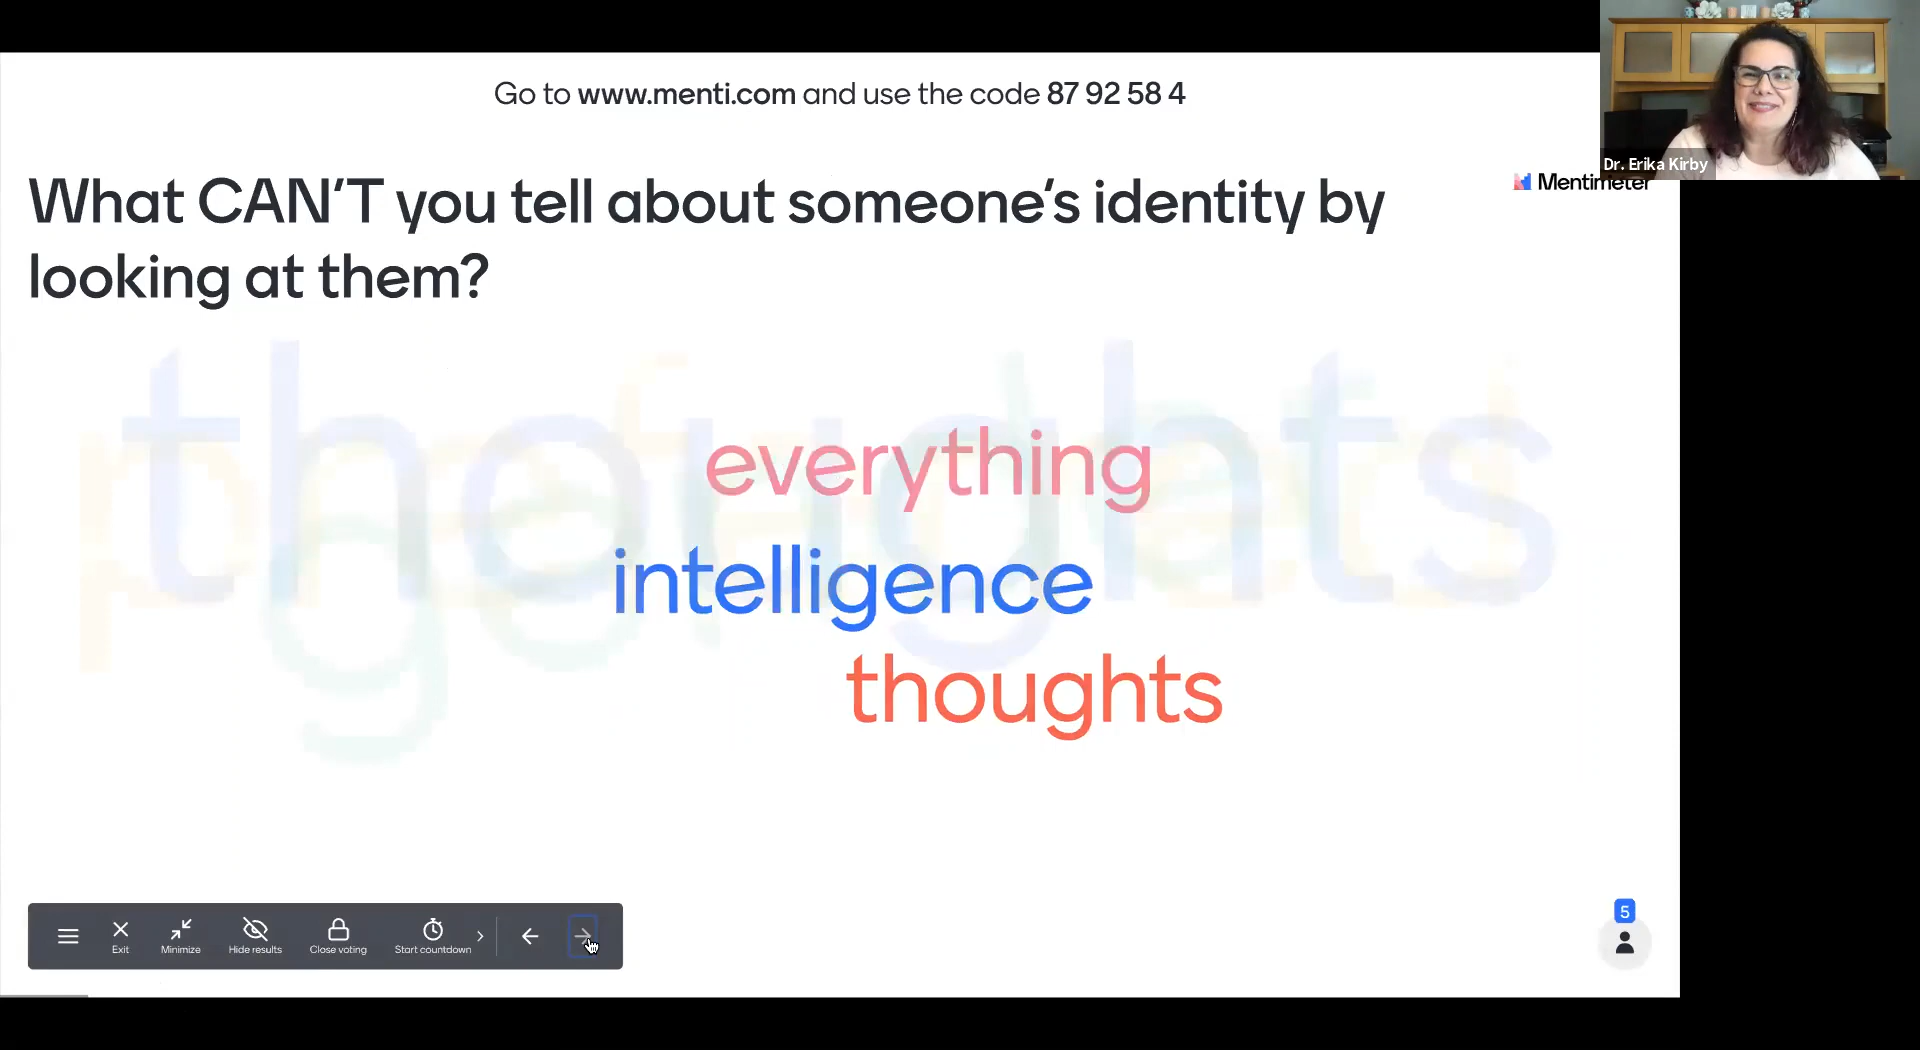 Go to www.menti.com and use the code 87 92 58 4
Dr. Erika Kirby
Mentimeter
What CAN'T you tell about someone's identity by
looking at them?
everything
intelligence
thoughts
thoughts
5
Exit
Minimize
Hide results
Close voting
Start countdown